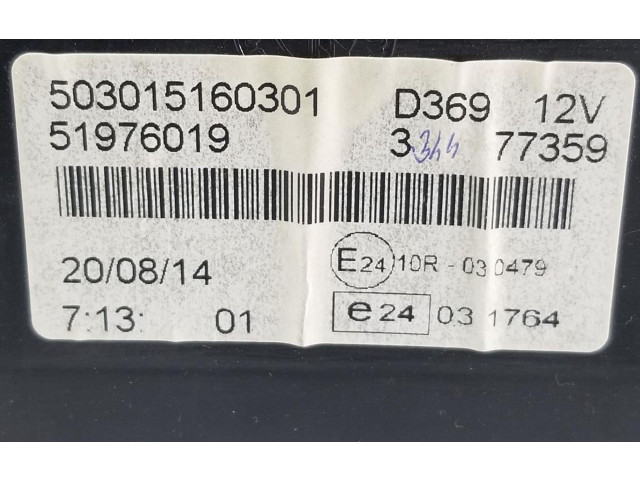 503015160301 D369 12V
51976019 3 344 77359
20/08/14 E24 10R - 03 0479
7:13: 01 e24 03 1764